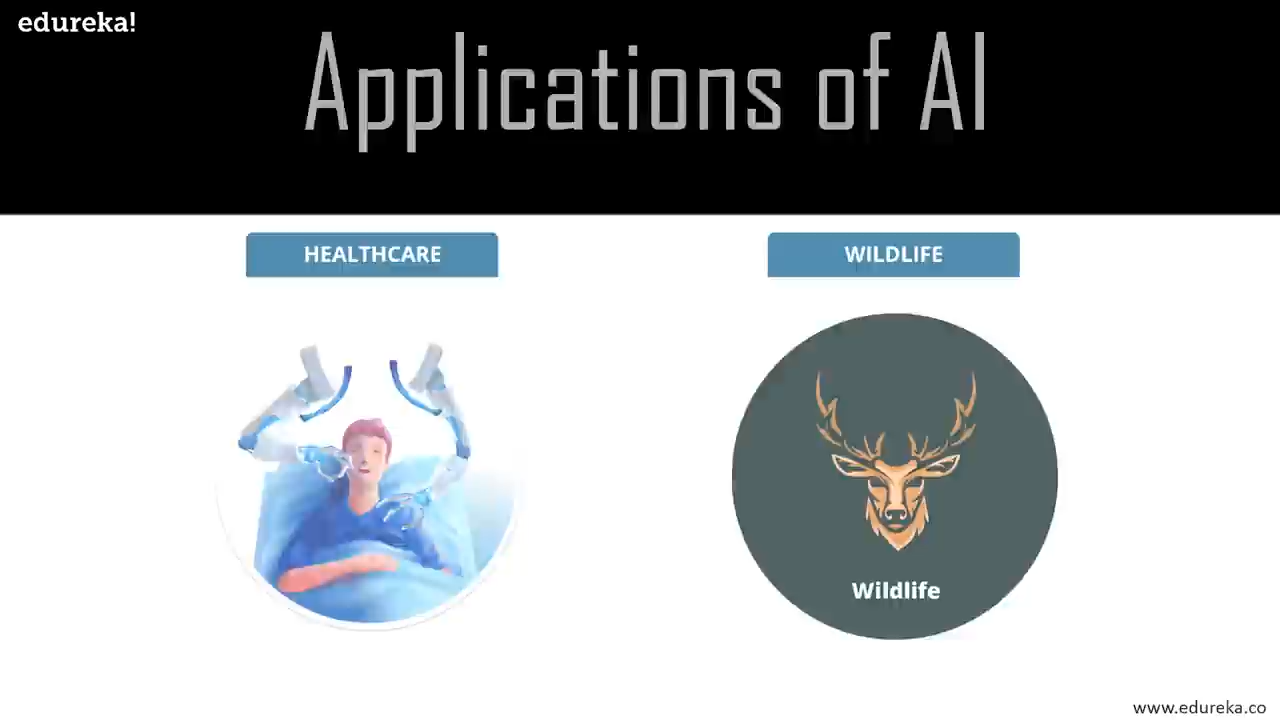 edureka!
Applications of AI
HEALTHCARE
WILDLIFE
Wildlife
www.edureka.co